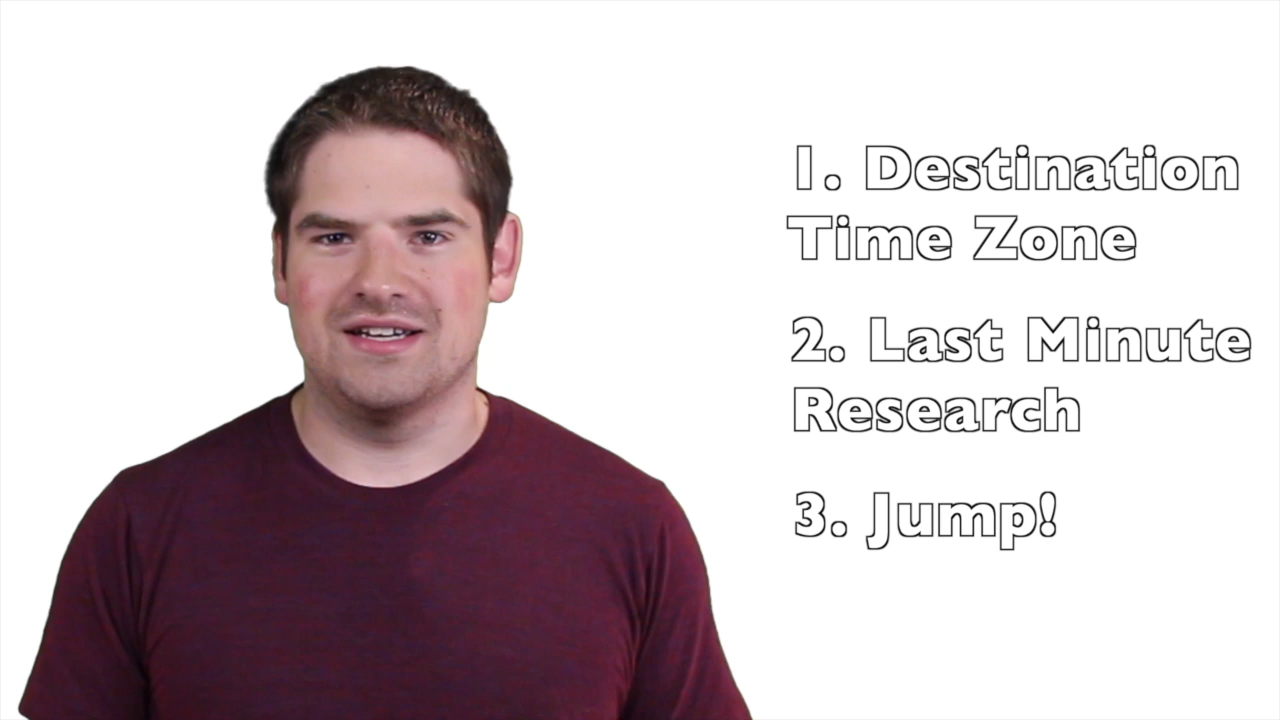 1. Destination
Time Zone
2. Last Minute
Research
3. Jump!